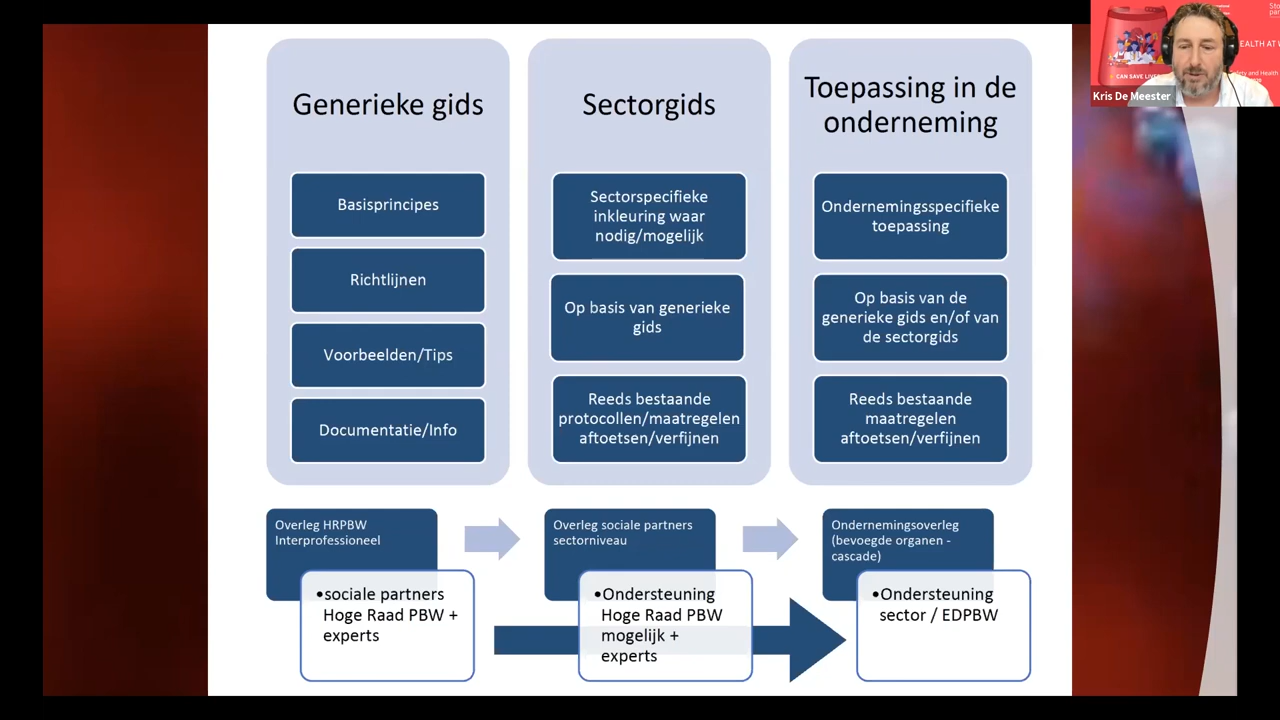 Generieke gids
Basisprincipes
Richtlijnen
Voorbeelden/Tips
Documentatie/Info
Sectorgids
Sectorspecifieke
inkleuring waar
nodig/mogelijk
Op basis van generieke
gids
Reeds bestaande
protocollen/maatregelen
aftoetsen/verfijnen
Toepassing in de
onderneming
Ondernemingsspecifieke
toepassing
Op basis van de
generieke gids en/of van
de sectorgids
Reeds bestaande
maatregelen
aftoetsen/verfijnen
Overleg HRPBW
Interprofessioneel
•sociale partners
Hoge Raad PBW +
experts
Overleg sociale partners
sectorniveau
•Ondersteuning
Hoge Raad PBW
mogelijk +
experts
Ondernemingsoverleg
(bevoegde organen -
cascade)
•Ondersteuning
sector / EDPBW
CAN SAVE
Kris De Meester